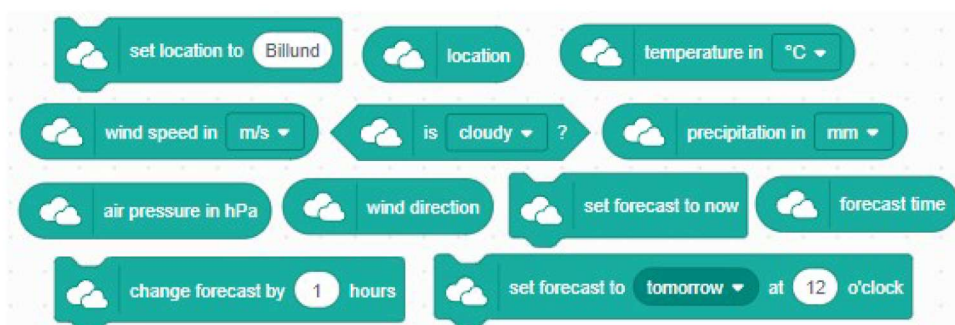 set location to Billund
location
temperature in °C
wind speed in m/s
is cloudy ?
precipitation in mm
air pressure in hPa
wind direction
set forecast to now
forecast time
change forecast by 1 hours
set forecast to tomorrow at 12 o'clock